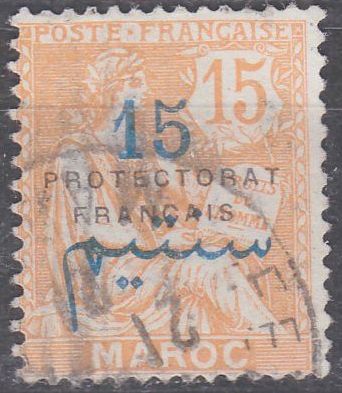 POSTE·FRANÇAISE
15
15
PROTECTORAT
FRANÇAIS
سنتيم
MAROC